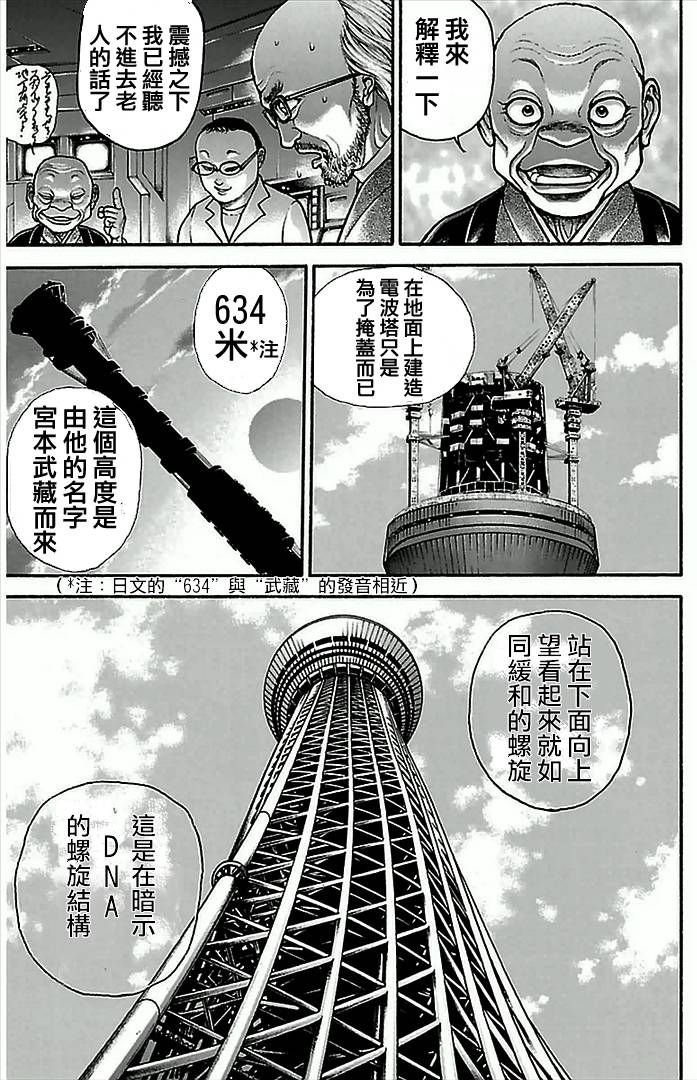 我來
解釋一下
震撼之下
我已經聽
不進去老
人的話了
在地面上建造
電波塔只是
為了掩蓋而已
634
米*注
這個高度是
由他的名字
宮本武藏而來
（*注：日文的“634”與“武藏”的發音相近）
站在下面向上
望看起來就如
同緩和的螺旋
這是在暗示
DNA
的螺旋結構